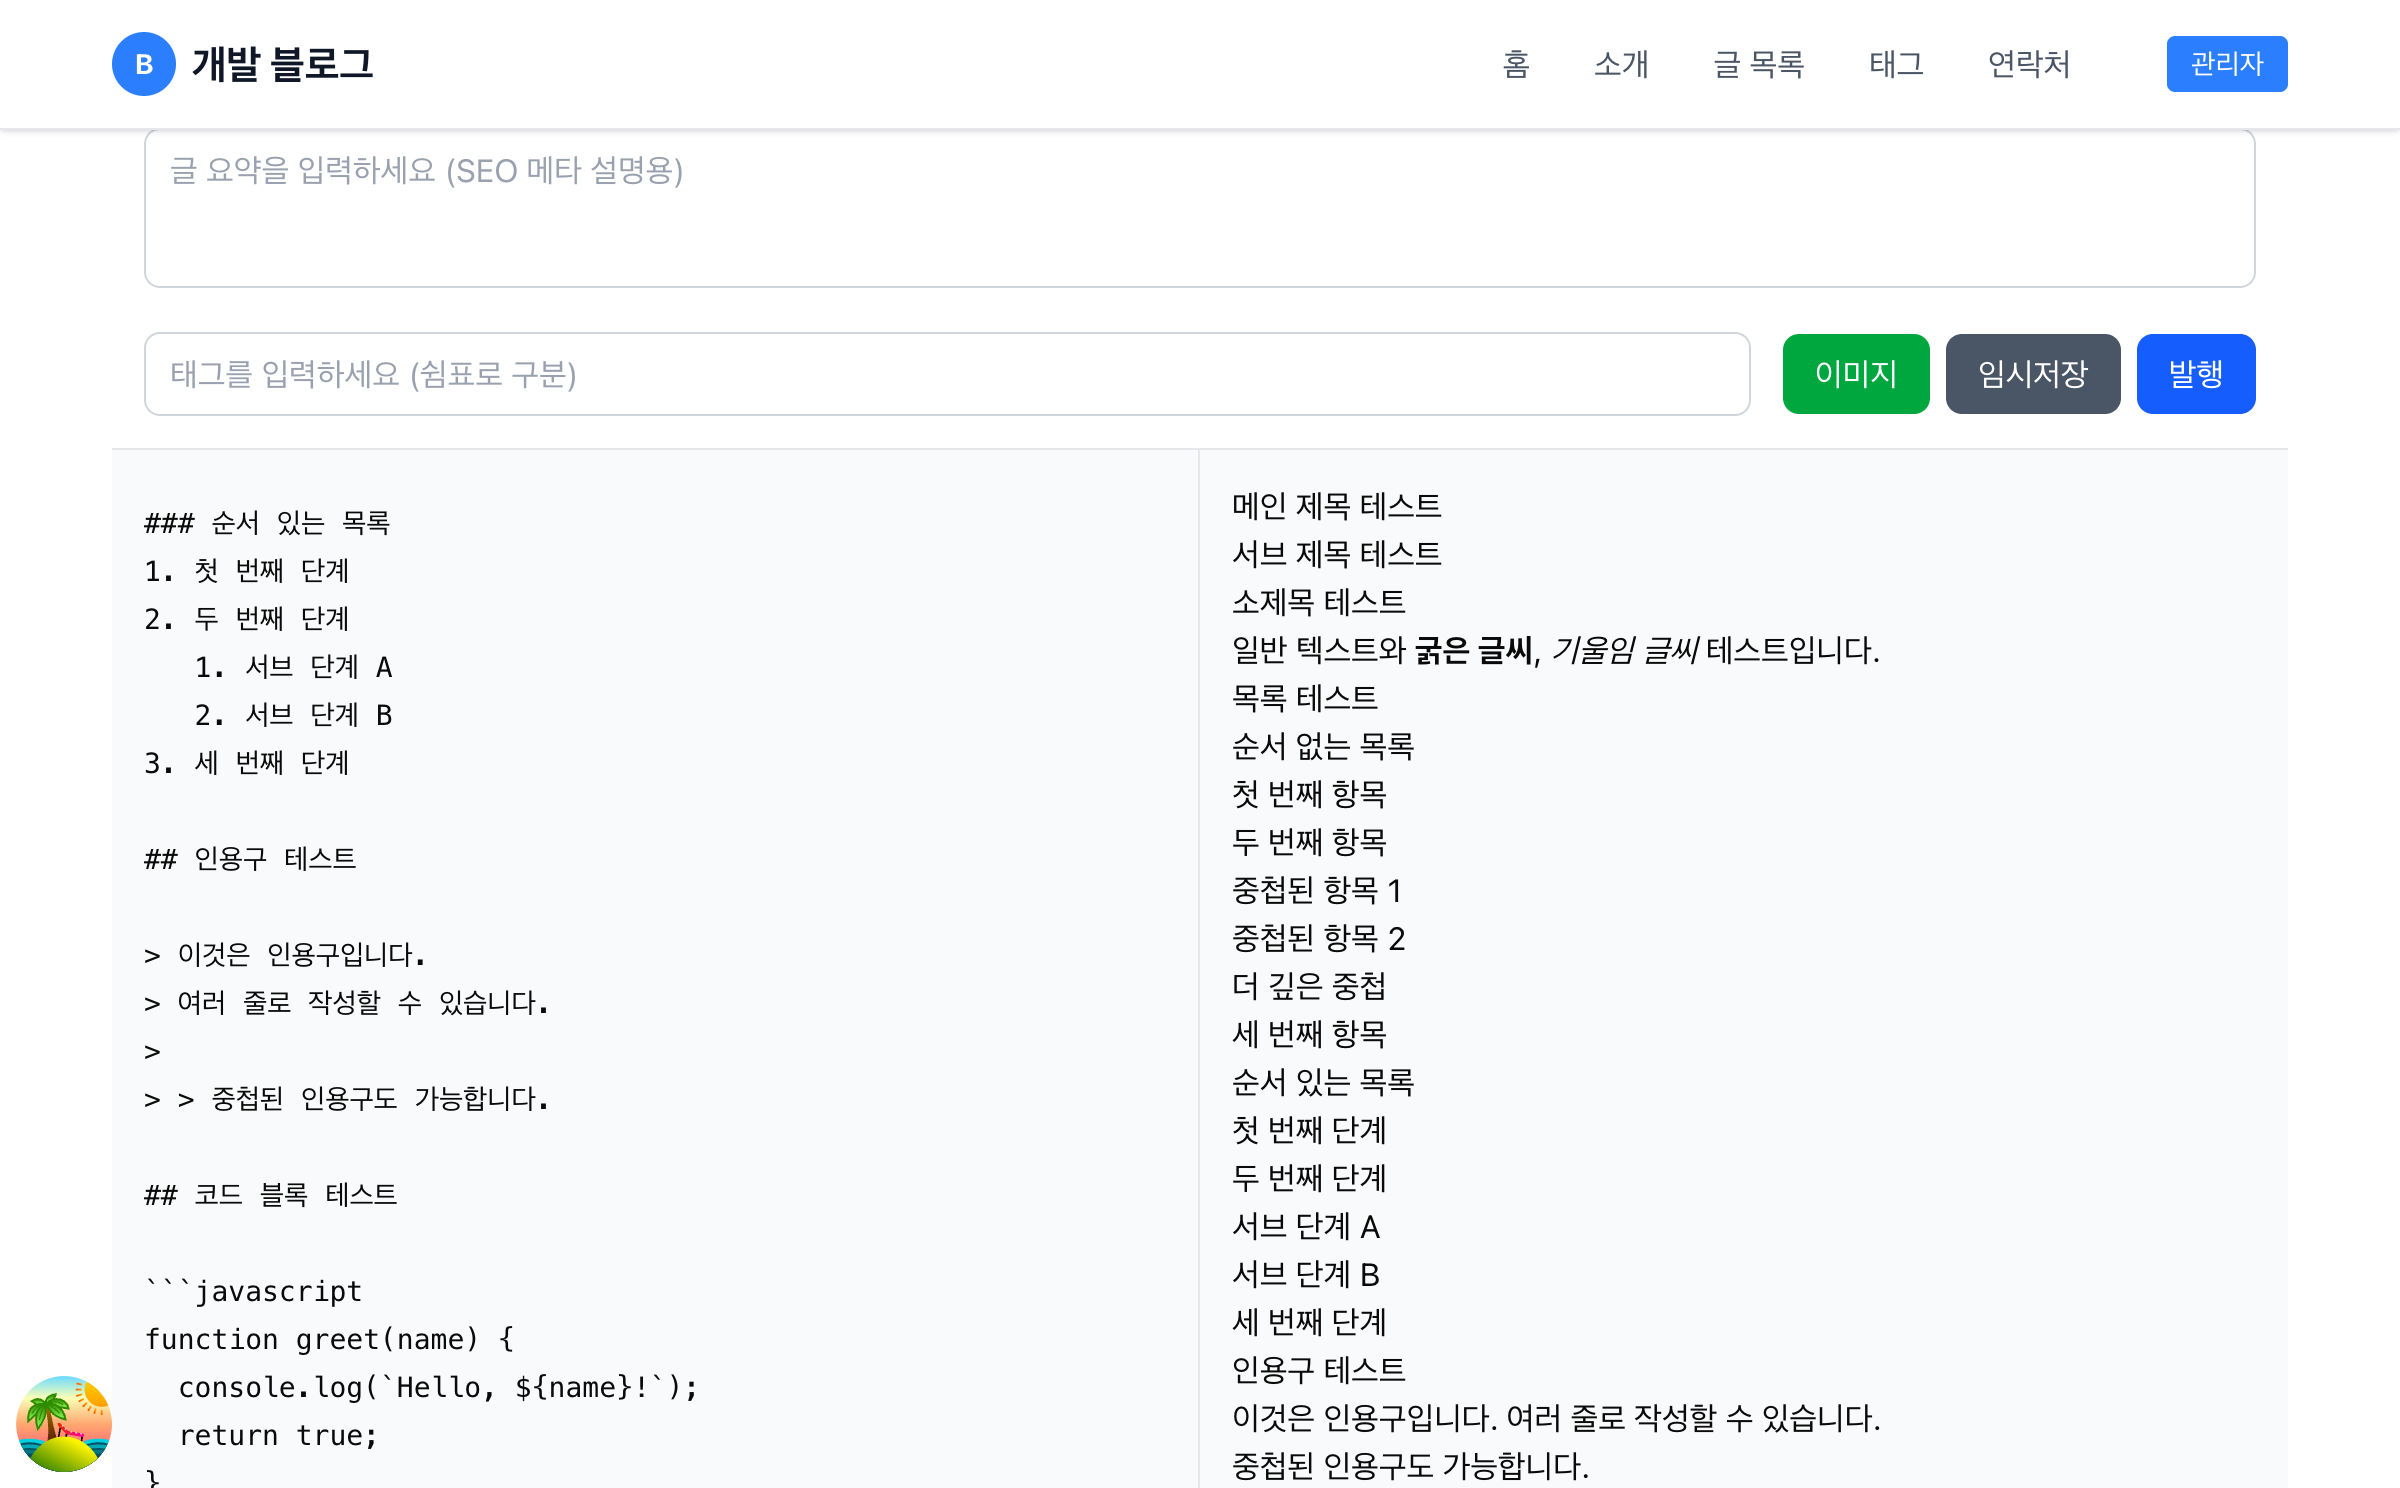 B 개발 블로그 홈 소개 글 목록 태그 연락처 관리자
글 요약을 입력하세요 (SEO 메타 설명용)
태그를 입력하세요 (쉼표로 구분) 이미지 임시저장 발행
### 순서 있는 목록
1. 첫 번째 단계
2. 두 번째 단계
   1. 서브 단계 A
   2. 서브 단계 B
3. 세 번째 단계
## 인용구 테스트
> 이것은 인용구입니다.
> 여러 줄로 작성할 수 있습니다.
>
> > 중첩된 인용구도 가능합니다.
## 코드 블록 테스트
```javascript
function greet(name) {
  console.log(`Hello, ${name}!`);
  return true;
}
메인 제목 테스트
서브 제목 테스트
소제목 테스트
일반 텍스트와 굵은 글씨, 기울임 글씨 테스트입니다.
목록 테스트
순서 없는 목록
첫 번째 항목
두 번째 항목
중첩된 항목 1
중첩된 항목 2
더 깊은 중첩
세 번째 항목
순서 있는 목록
첫 번째 단계
두 번째 단계
서브 단계 A
서브 단계 B
세 번째 단계
인용구 테스트
이것은 인용구입니다. 여러 줄로 작성할 수 있습니다.
중첩된 인용구도 가능합니다.